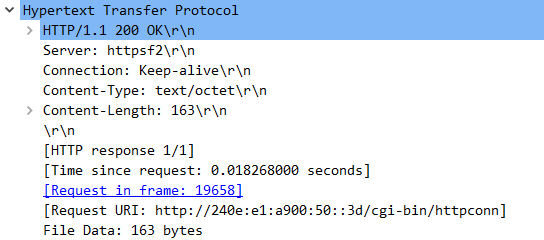 Hypertext Transfer Protocol
HTTP/1.1 200 OK\r\n
Server: httpsf2\r\n
Connection: Keep-alive\r\n
Content-Type: text/octet\r\n
Content-Length: 163\r\n
\r\n
[HTTP response 1/1]
[Time since request: 0.018268000 seconds]
[Request in frame: 19658]
[Request URI: http://240e:e1:a900:50::3d/cgi-bin/httpconn]
File Data: 163 bytes